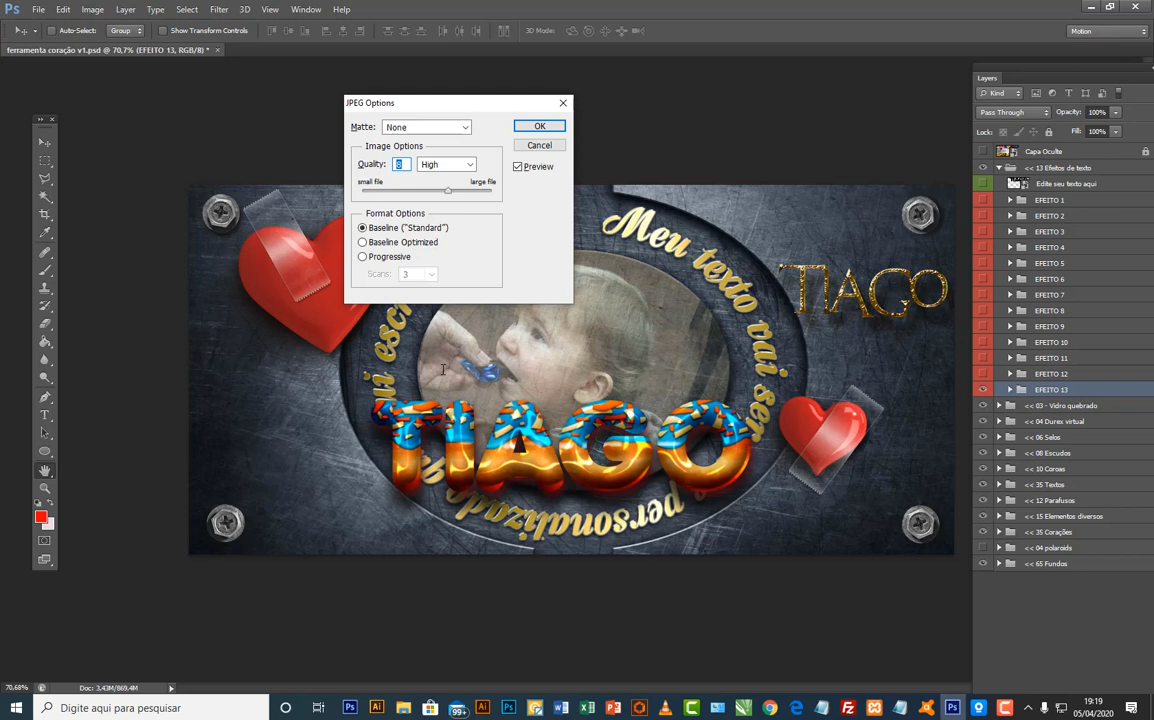 Ps File Edit Image Layer Type Select Filter 3D View Window Help
Auto-Select: Group Show Transform Controls 3D Mode: Motion
ferramenta coração v1.psd @ 70,7% (EFEITO 13, RGB/8) * ×
JPEG Options
Matte: None OK
Image Options Cancel
Quality: High Preview
small file large file
Format Options
Baseline ("Standard")
Baseline Optimized
Progressive
Scans: 3
Meu texto vai ser
personalizado
TIAGO
TIAGO
Layers
Kind
Pass Through Opacity: 100%
Lock: Fill: 100%
Capa Oculte
<< 13 Efeitos de texto
Edite seu texto aqui
EFEITO 1
EFEITO 2
EFEITO 3
EFEITO 4
EFEITO 5
EFEITO 6
EFEITO 7
EFEITO 8
EFEITO 9
EFEITO 10
EFEITO 11
EFEITO 12
EFEITO 13
<< 03 - Vidro quebrado
<< 04 Durex virtual
<< 06 Selos
<< 08 Escudos
<< 10 Coroas
<< 35 Textos
<< 12 Parafusos
<< 15 Elementos diversos
<< 35 Corações
<< 04 polaroids
<< 65 Fundos
70,68% Doc: 3,43M/869,4M
Digite aqui para pesquisar
99+
19:19
05/04/2020